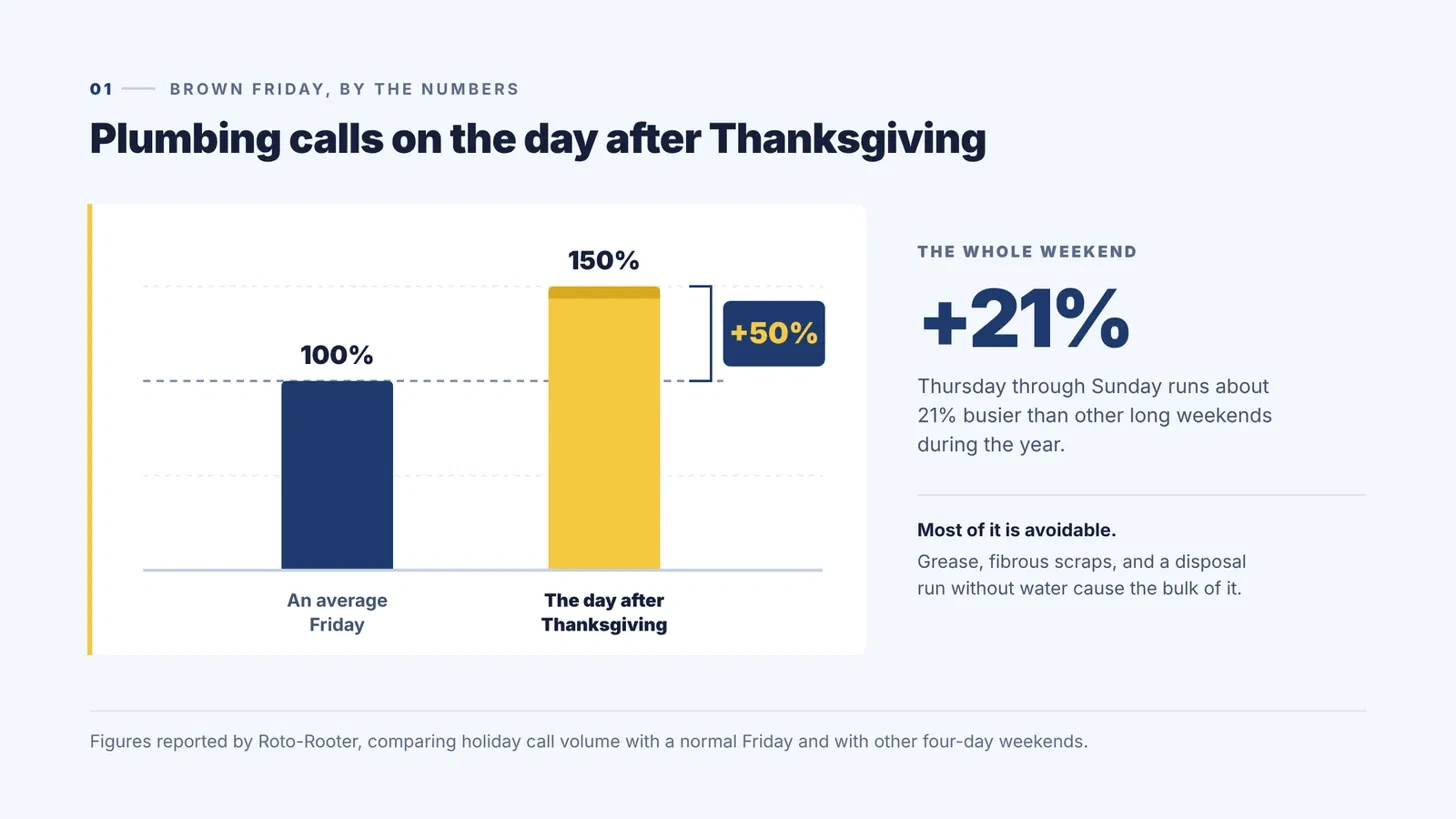 01 BROWN FRIDAY, BY THE NUMBERS
Plumbing calls on the day after Thanksgiving
150%
+50%
100%
An average
Friday
The day after
Thanksgiving
THE WHOLE WEEKEND
+21%
Thursday through Sunday runs about
21% busier than other long weekends
during the year.
Most of it is avoidable.
Grease, fibrous scraps, and a disposal
run without water cause the bulk of it.
Figures reported by Roto-Rooter, comparing holiday call volume with a normal Friday and with other four-day weekends.